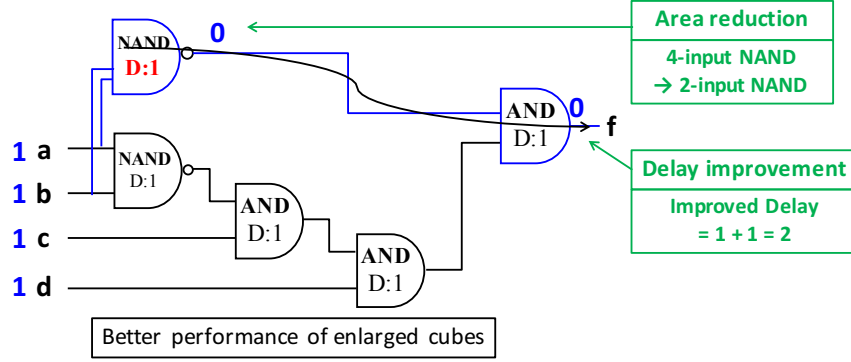 Area reduction
4-input NAND
→ 2-input NAND
NAND
D:1
0
AND
D:1
0
f
1 a
NAND
D:1
1 b
Delay improvement
Improved Delay
= 1 + 1 = 2
AND
D:1
1 c
AND
D:1
1 d
Better performance of enlarged cubes